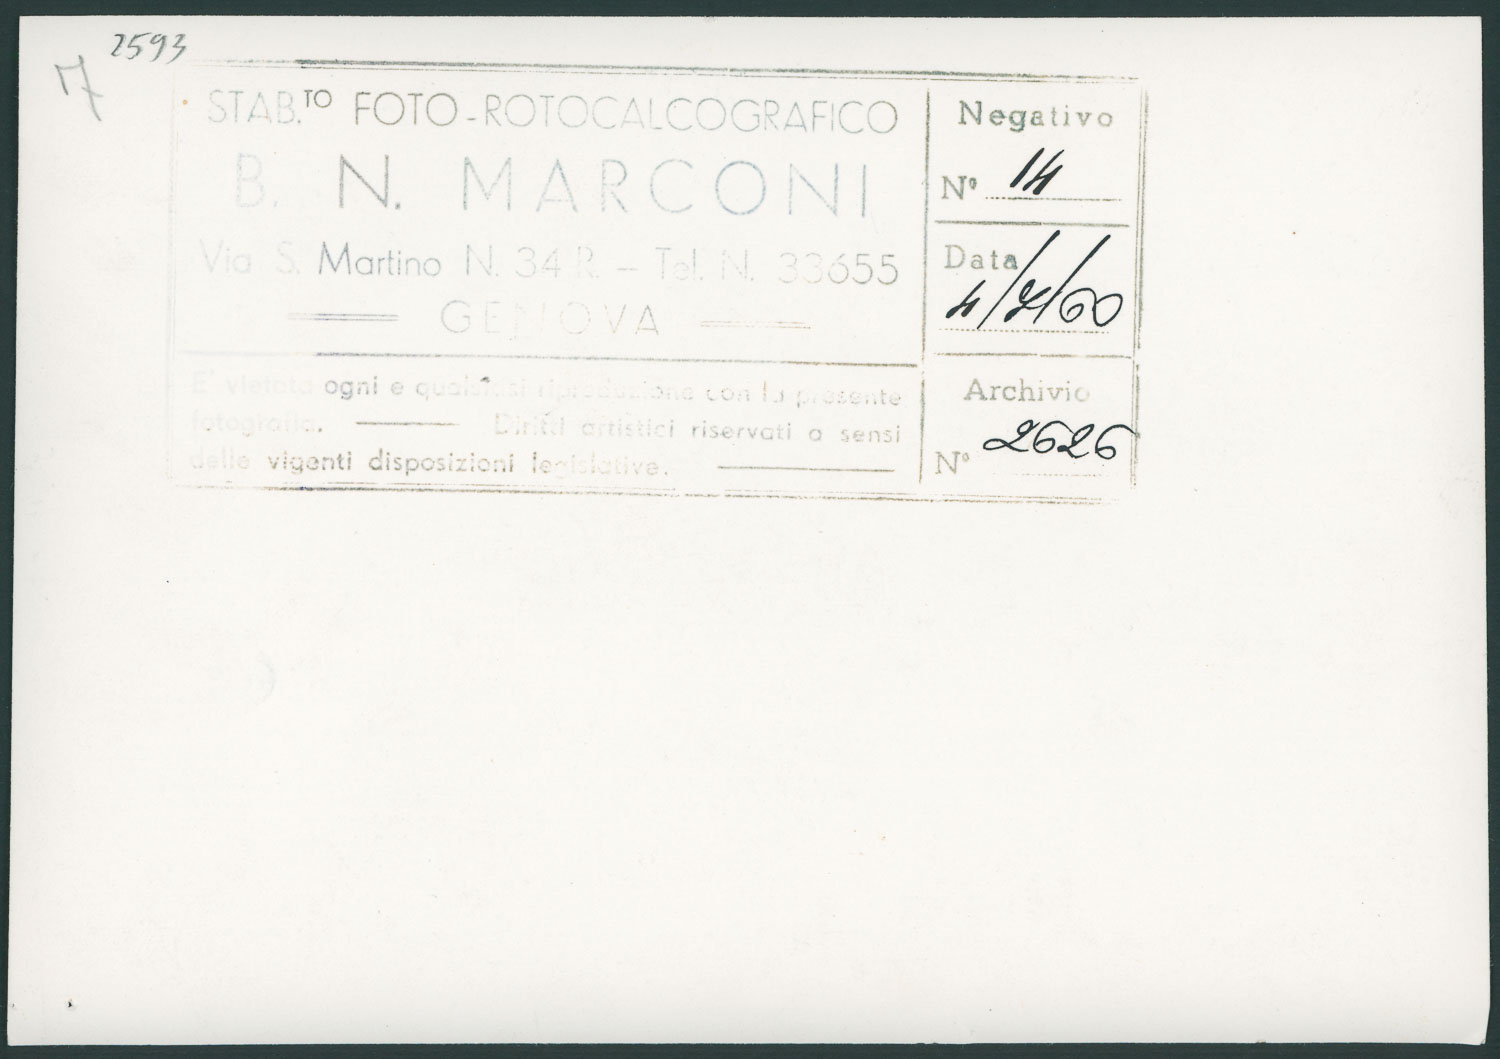 2593
7
STAB.TO FOTO-ROTOCALCOGRAFICO
B. N. MARCONI
Via S. Martino N. 34 R. – Tel. N. 33655
GENOVA
E' vietata ogni e qualsiasi riproduzione con la presente
fotografia. — Diritti artistici riservati a sensi
delle vigenti disposizioni legislative. —
Negativo
N° 14
Data
4/7/60
Archivio
N° 2626